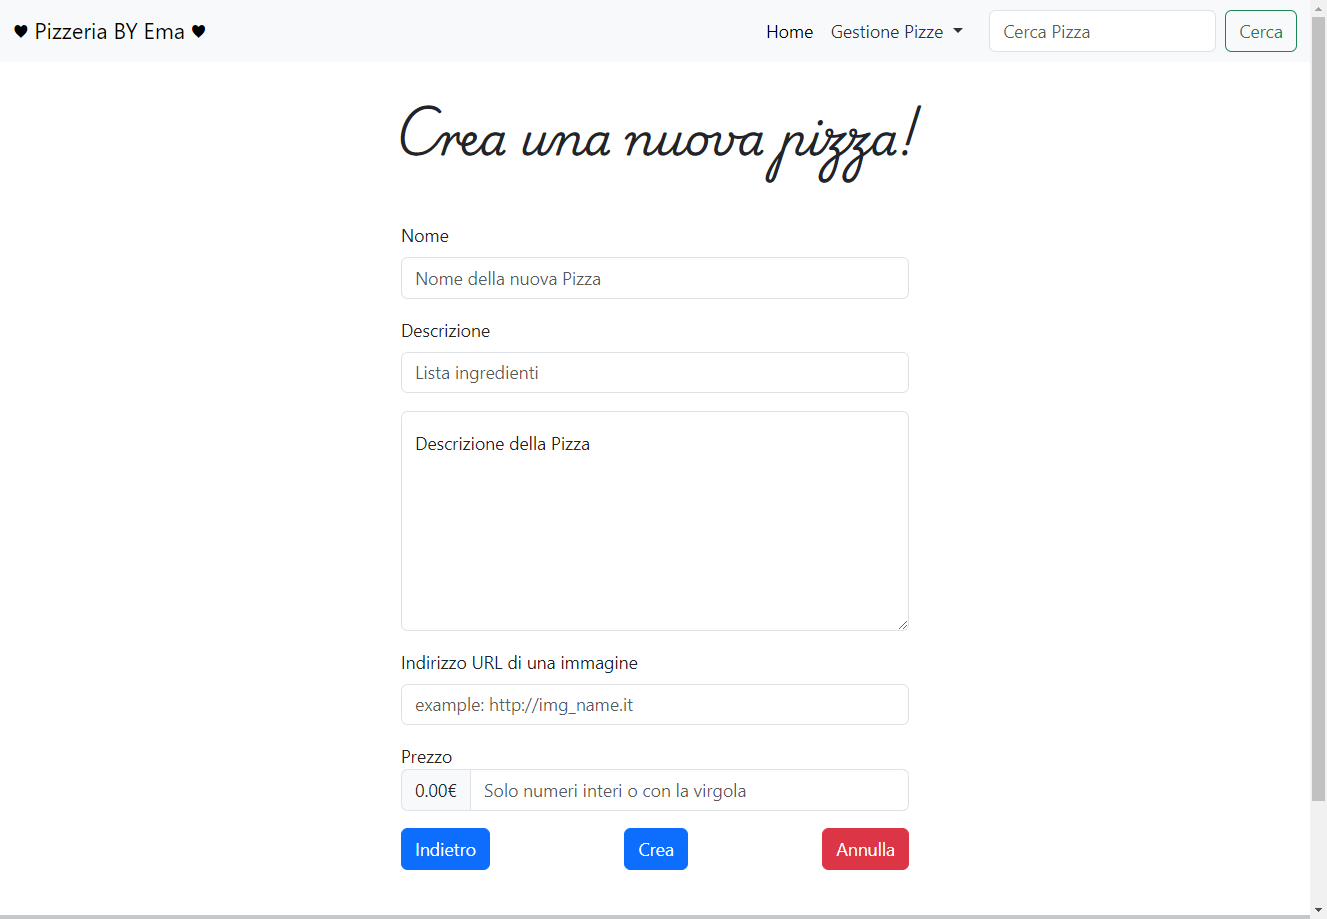 ♥ Pizzeria BY Ema ♥ Home Gestione Pizze Cerca Pizza Cerca
Crea una nuova pizza!
Nome
Nome della nuova Pizza
Descrizione
Lista ingredienti
Descrizione della Pizza
Indirizzo URL di una immagine
example: http://img_name.it
Prezzo
0.00€ Solo numeri interi o con la virgola
Indietro Crea Annulla